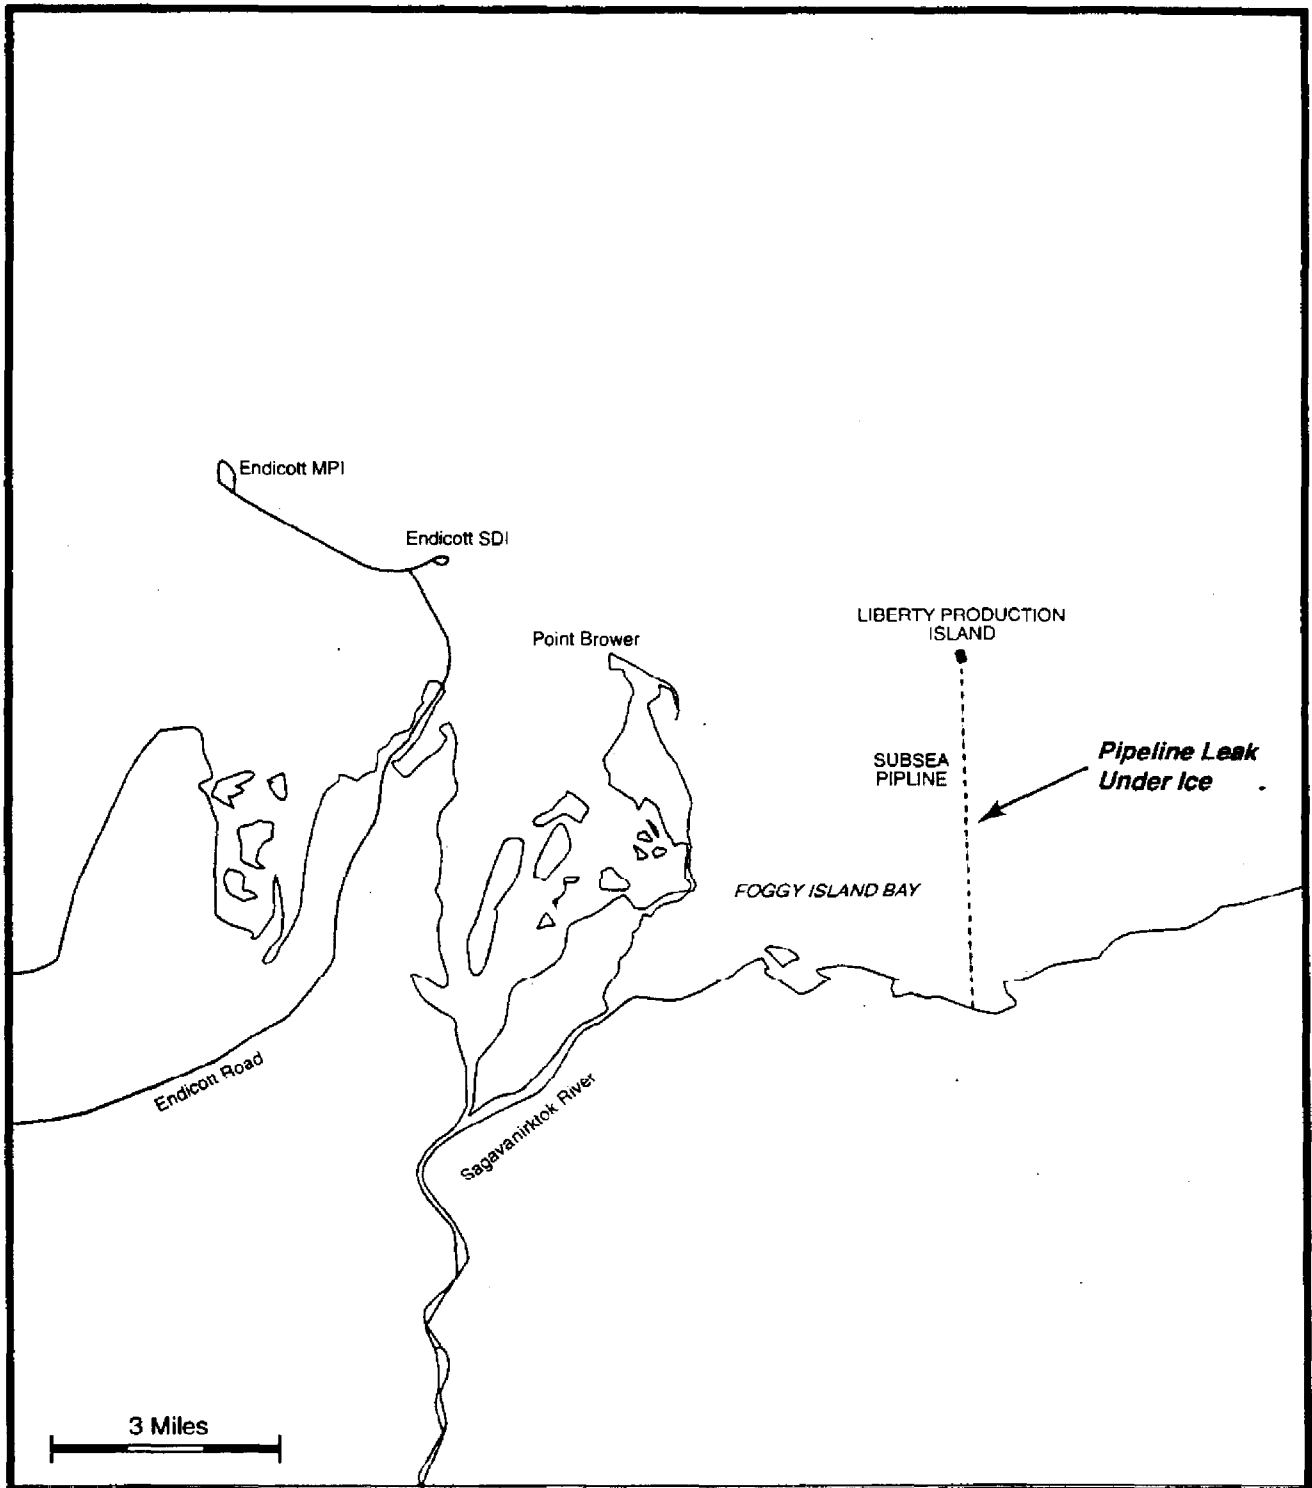 Endicott MPI
Endicott SDI
Point Brower
LIBERTY PRODUCTION
ISLAND
SUBSEA
PIPLINE
Pipeline Leak
Under Ice
FOGGY ISLAND BAY
Endicott Road
Sagavanirktok River
3 Miles